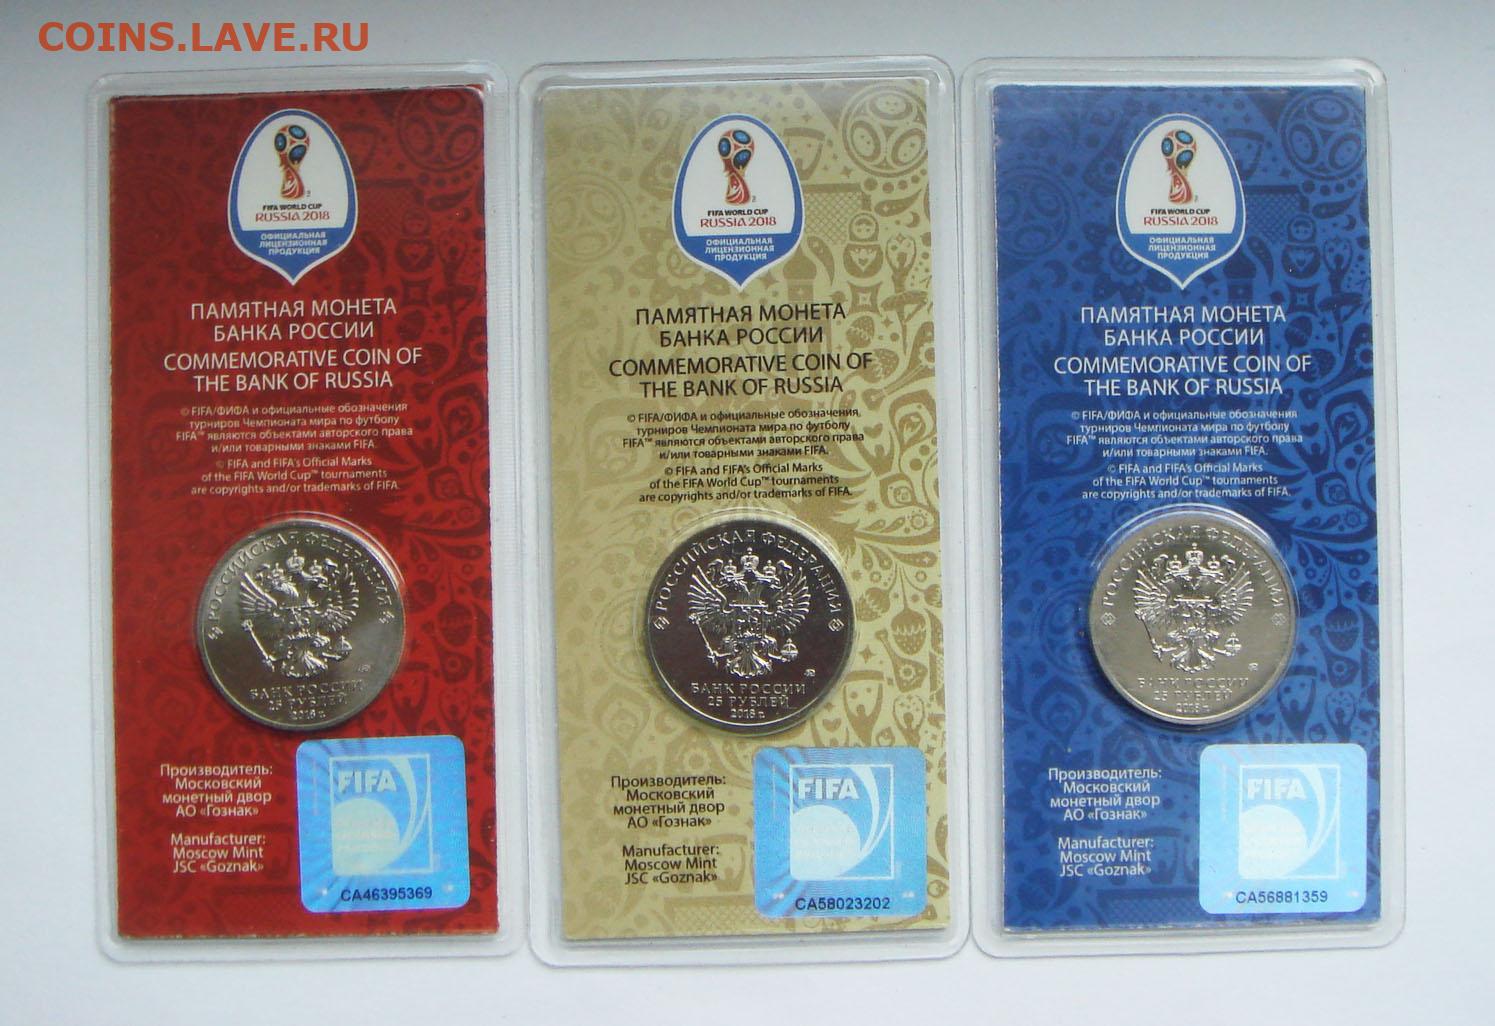 COINS.LAVE.RU
FIFA WORLD CUP
RUSSIA 2018
ОФИЦИАЛЬНАЯ
ЛИЦЕНЗИОННАЯ
ПРОДУКЦИЯ
ПАМЯТНАЯ МОНЕТА
БАНКА РОССИИ
COMMEMORATIVE COIN OF
THE BANK OF RUSSIA
© FIFA/ФИФА и официальные обозначения
турниров Чемпионата мира по футболу
FIFA™ являются объектами авторского права
и/или товарными знаками FIFA.
© FIFA and FIFA's Official Marks
of the FIFA World Cup™ tournaments
are copyrights and/or trademarks of FIFA.
РОССИЙСКАЯ ФЕДЕРАЦИЯ
БАНК РОССИИ
25 РУБЛЕЙ
2018 г.
Производитель:
Московский
монетный двор
АО «Гознак»
Manufacturer:
Moscow Mint
JSC «Goznak»
FIFA
CA46395369
FIFA WORLD CUP
RUSSIA 2018
ОФИЦИАЛЬНАЯ
ЛИЦЕНЗИОННАЯ
ПРОДУКЦИЯ
ПАМЯТНАЯ МОНЕТА
БАНКА РОССИИ
COMMEMORATIVE COIN OF
THE BANK OF RUSSIA
© FIFA/ФИФА и официальные обозначения
турниров Чемпионата мира по футболу
FIFA™ являются объектами авторского права
и/или товарными знаками FIFA.
© FIFA and FIFA's Official Marks
of the FIFA World Cup™ tournaments
are copyrights and/or trademarks of FIFA.
РОССИЙСКАЯ ФЕДЕРАЦИЯ
БАНК РОССИИ
25 РУБЛЕЙ
2018 г.
Производитель:
Московский
монетный двор
АО «Гознак»
Manufacturer:
Moscow Mint
JSC «Goznak»
FIFA
CA58023202
FIFA WORLD CUP
RUSSIA 2018
ОФИЦИАЛЬНАЯ
ЛИЦЕНЗИОННАЯ
ПРОДУКЦИЯ
ПАМЯТНАЯ МОНЕТА
БАНКА РОССИИ
COMMEMORATIVE COIN OF
THE BANK OF RUSSIA
© FIFA/ФИФА и официальные обозначения
турниров Чемпионата мира по футболу
FIFA™ являются объектами авторского права
и/или товарными знаками FIFA.
© FIFA and FIFA's Official Marks
of the FIFA World Cup™ tournaments
are copyrights and/or trademarks of FIFA.
РОССИЙСКАЯ ФЕДЕРАЦИЯ
БАНК РОССИИ
25 РУБЛЕЙ
2018 г.
Производитель:
Московский
монетный двор
АО «Гознак»
Manufacturer:
Moscow Mint
JSC «Goznak»
FIFA
CA56881359